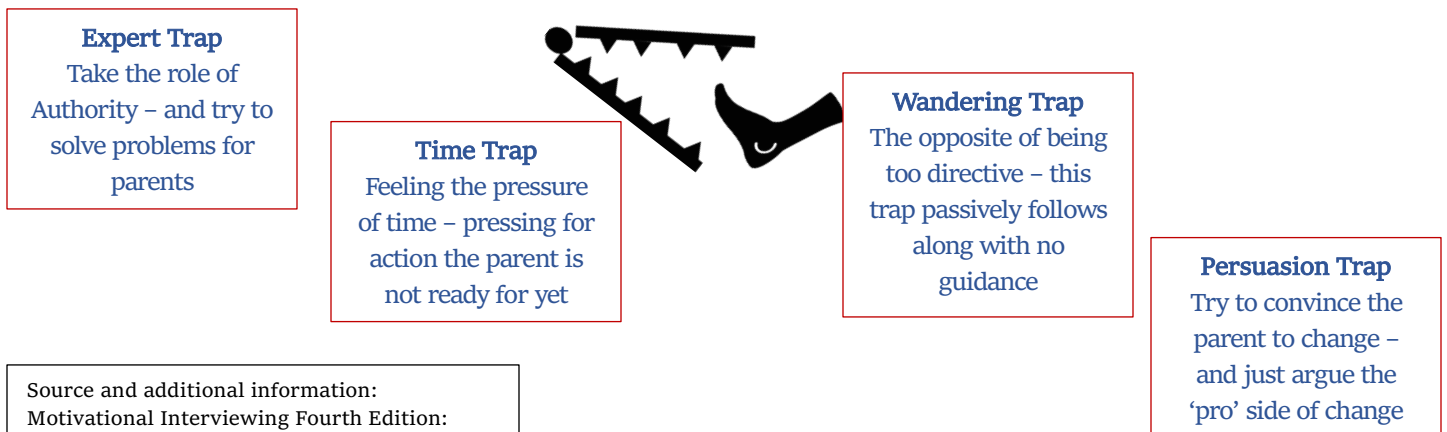 Expert Trap
Take the role of
Authority – and try to
solve problems for
parents
Time Trap
Feeling the pressure
of time – pressing for
action the parent is
not ready for yet
Wandering Trap
The opposite of being
too directive – this
trap passively follows
along with no
guidance
Persuasion Trap
Try to convince the
parent to change –
and just argue the
‘pro’ side of change
Source and additional information:
Motivational Interviewing Fourth Edition: